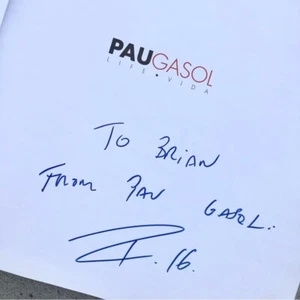 PAUGASOL
LIFE•VIDA
TO BRIAN
FROM PAU GASOL.
16.